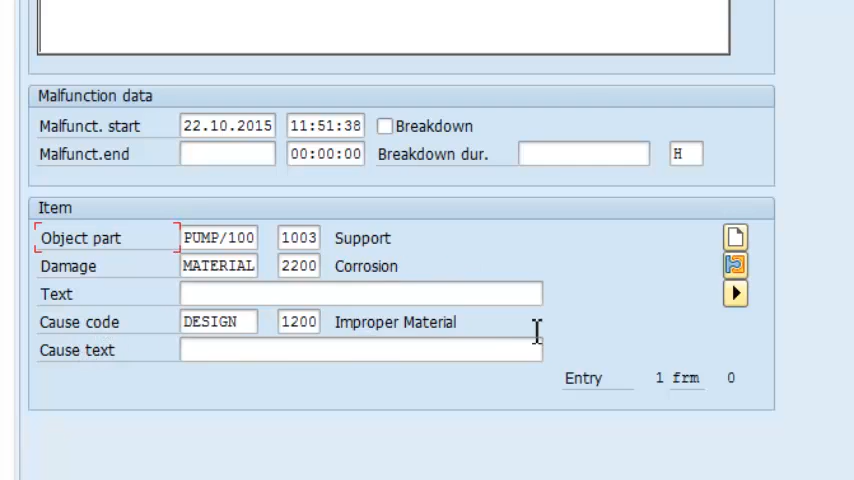 Malfunction data
Malfunct. start 22.10.2015 11:51:38 Breakdown
Malfunct.end 00:00:00 Breakdown dur. H
Item
Object part PUMP/100 1003 Support
Damage MATERIAL 2200 Corrosion
Text
Cause code DESIGN 1200 Improper Material
Cause text
Entry 1 frm 0